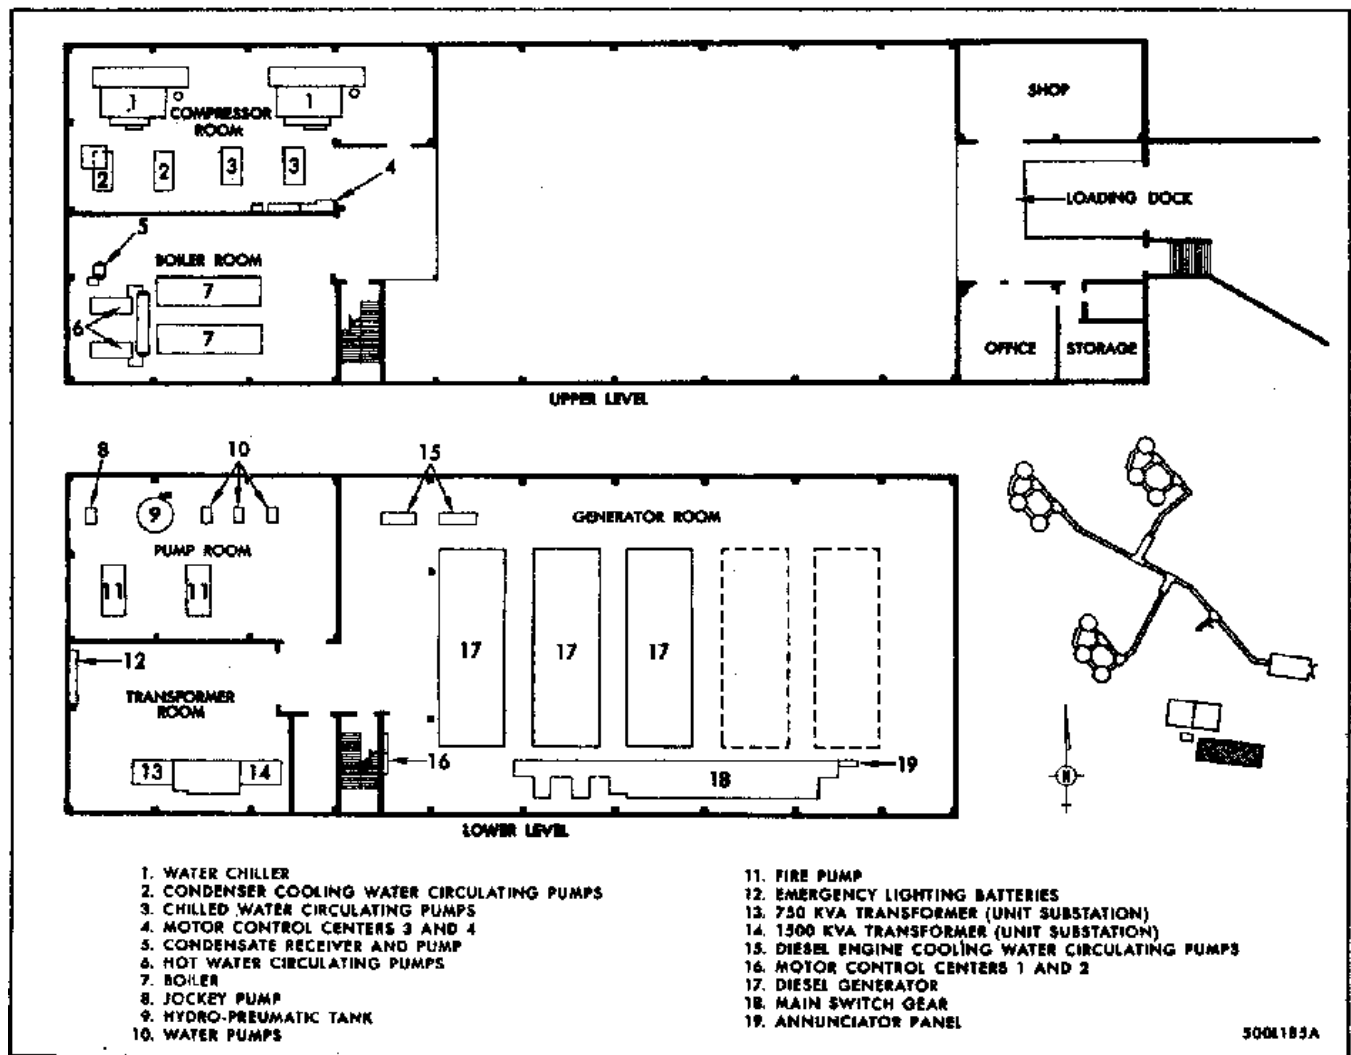 1 1
COMPRESSOR
ROOM
2 2 3 3
4
5
BOILER ROOM
7
6
7
SHOP
LOADING DOCK
OFFICE STORAGE
UPPER LEVEL
8 10 15
9
PUMP ROOM
GENERATOR ROOM
11 11
17 17 17
12
TRANSFORMER
ROOM
13 14
16
18
19
LOWER LEVEL
N
1. WATER CHILLER
2. CONDENSER COOLING WATER CIRCULATING PUMPS
3. CHILLED WATER CIRCULATING PUMPS
4. MOTOR CONTROL CENTERS 3 AND 4
5. CONDENSATE RECEIVER AND PUMP
6. HOT WATER CIRCULATING PUMPS
7. BOILER
8. JOCKEY PUMP
9. HYDRO-PREUMATIC TANK
10. WATER PUMPS
11. FIRE PUMP
12. EMERGENCY LIGHTING BATTERIES
13. 750 KVA TRANSFORMER (UNIT SUBSTATION)
14. 1500 KVA TRANSFORMER (UNIT SUBSTATION)
15. DIESEL ENGINE COOLING WATER CIRCULATING PUMPS
16. MOTOR CONTROL CENTERS 1 AND 2
17. DIESEL GENERATOR
18. MAIN SWITCH GEAR
19. ANNUNCIATOR PANEL
500L185A